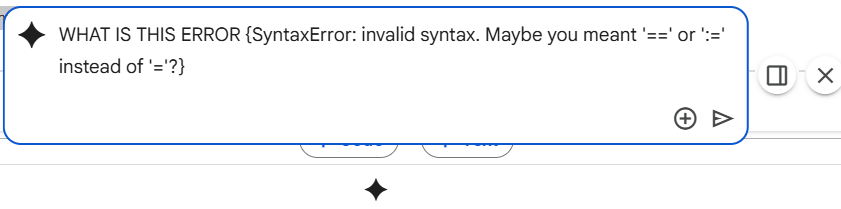 WHAT IS THIS ERROR {SyntaxError: invalid syntax. Maybe you meant '==' or ':='
instead of '='?}